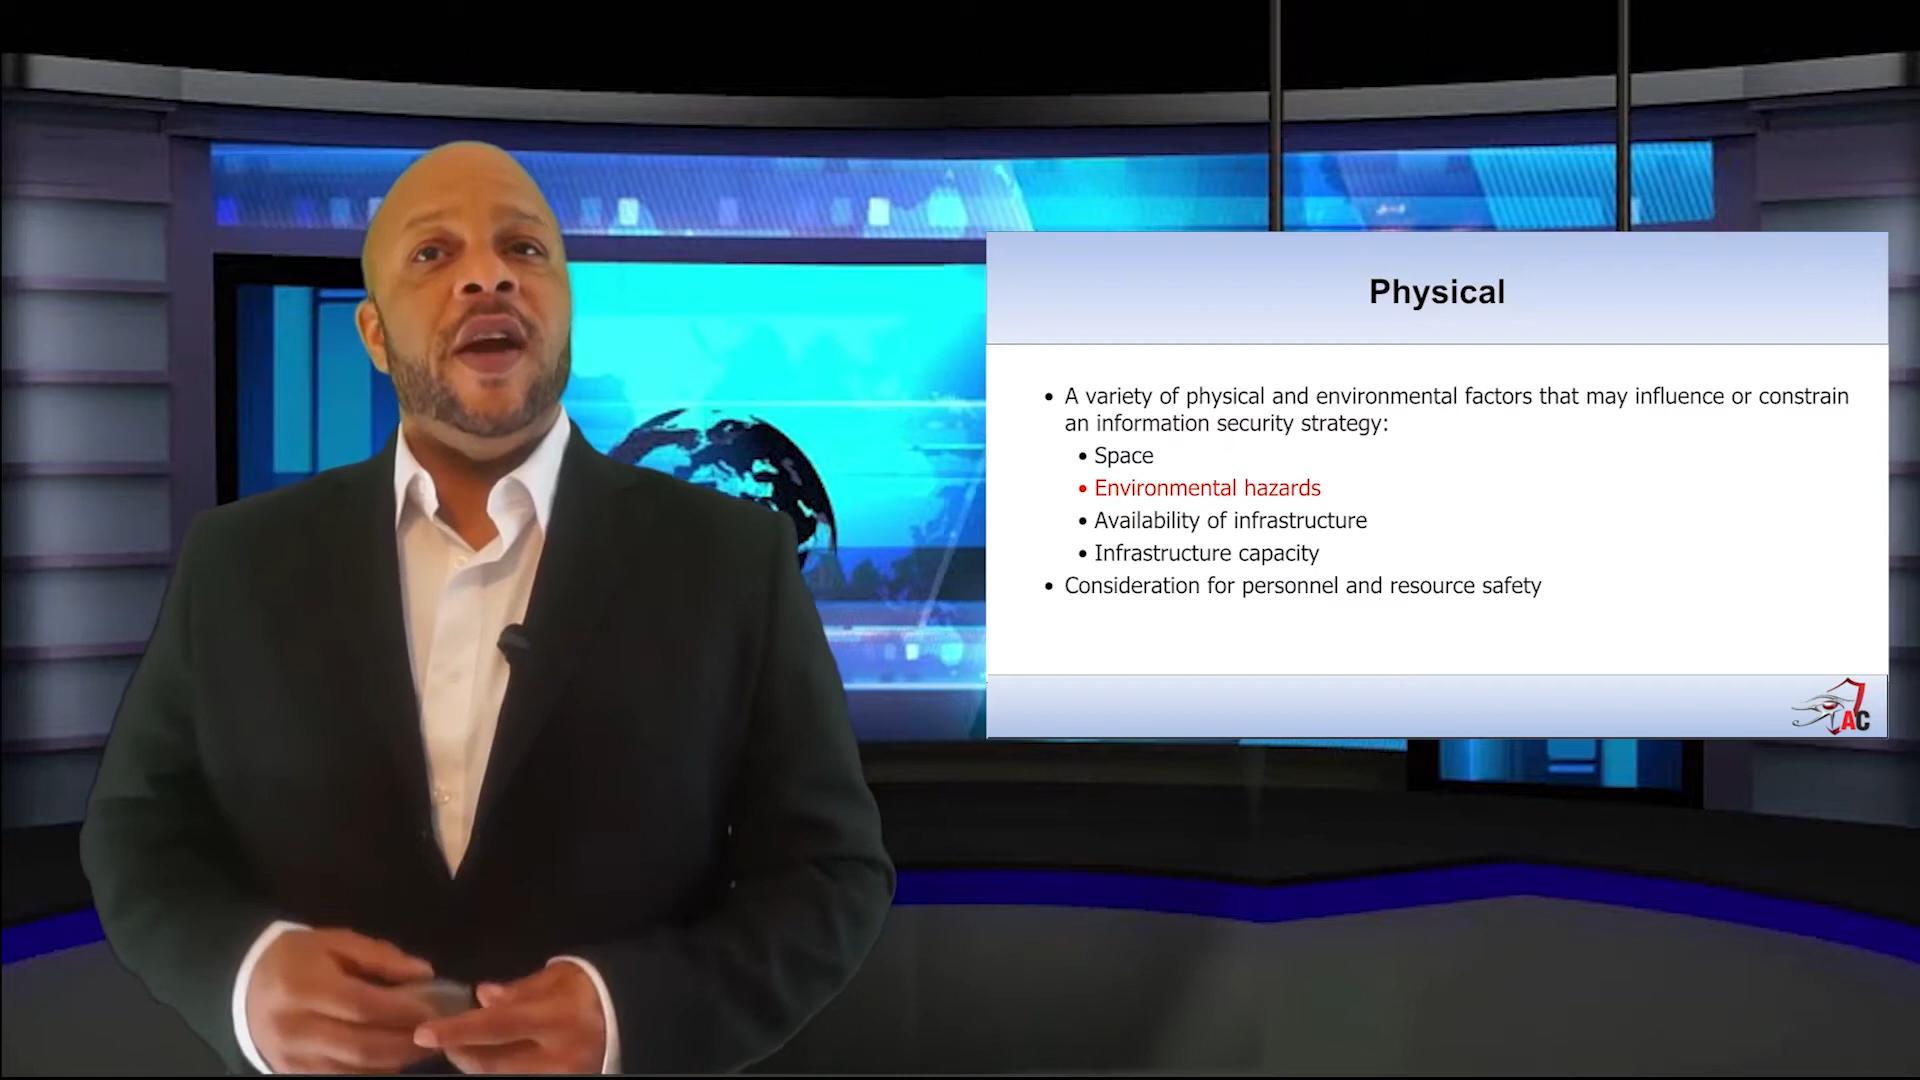 Physical
• A variety of physical and environmental factors that may influence or constrain
an information security strategy:
• Space
• Environmental hazards
• Availability of infrastructure
• Infrastructure capacity
• Consideration for personnel and resource safety
AC